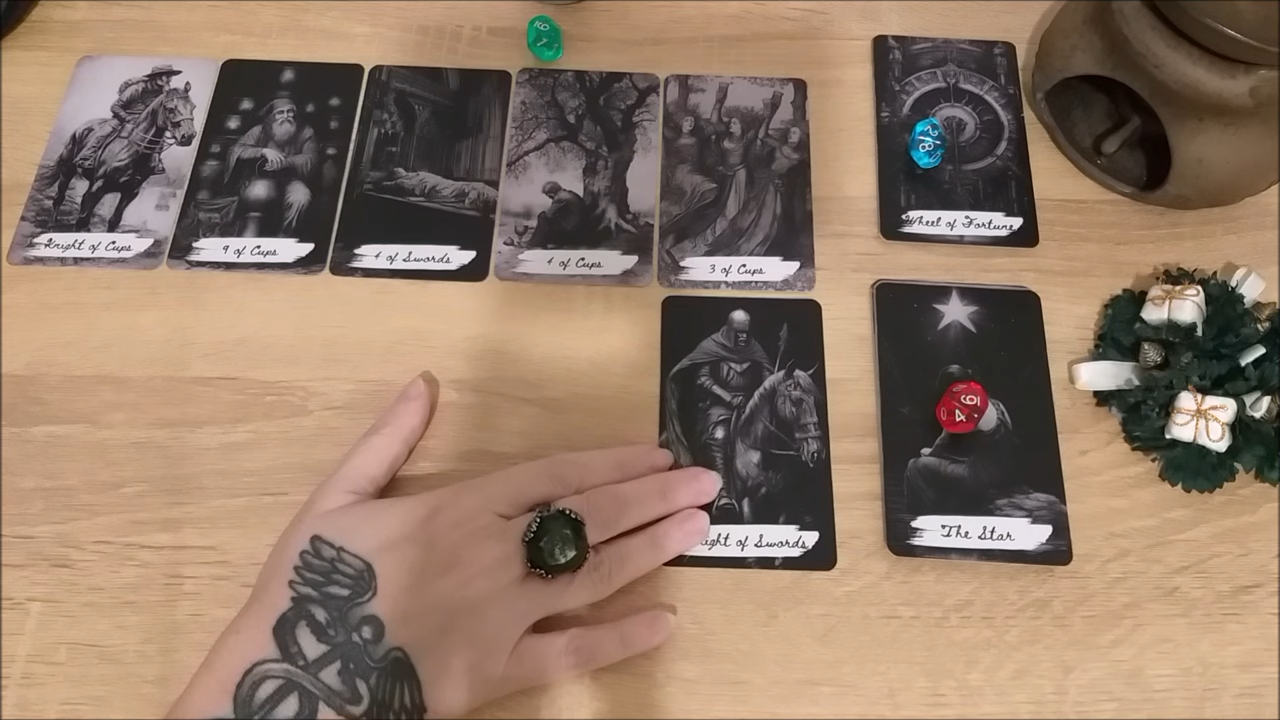 Knight of Cups
9 of Cups
4 of Swords
4 of Cups
3 of Cups
Wheel of Fortune
ight of Swords
The Star